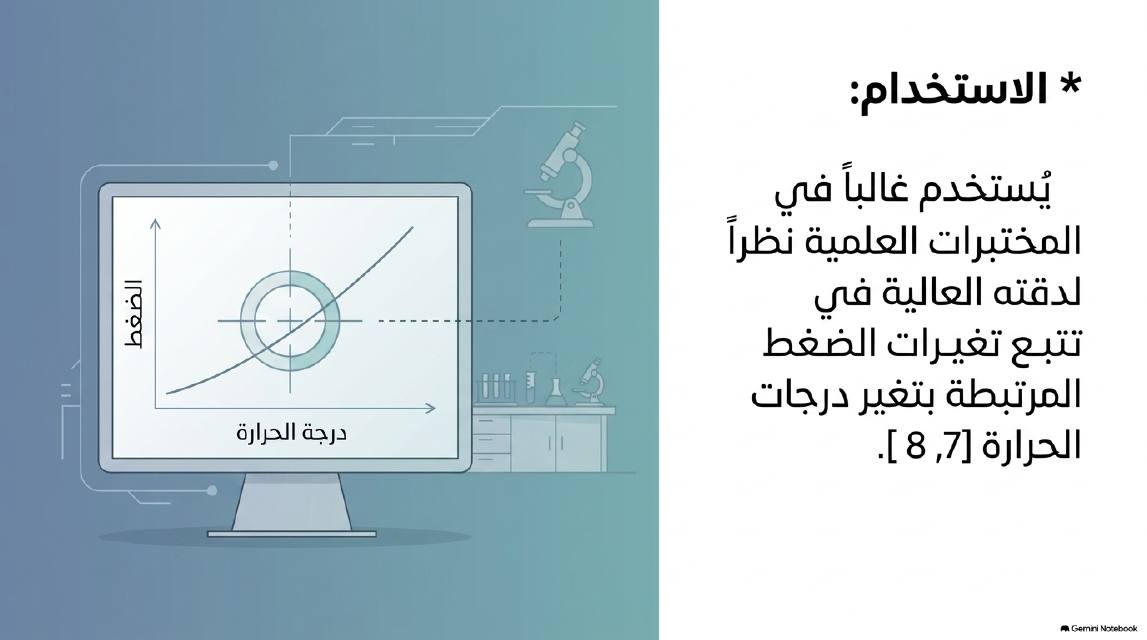 * الاستخدام:
يُستخدم غالباً في
المختبرات العلمية نظراً
لدقته العالية في
تتبع تغيرات الضغط
المرتبطة بتغير درجات
الحرارة [7, 8 ].
الضغط
درجة الحرارة
Gemini Notebook